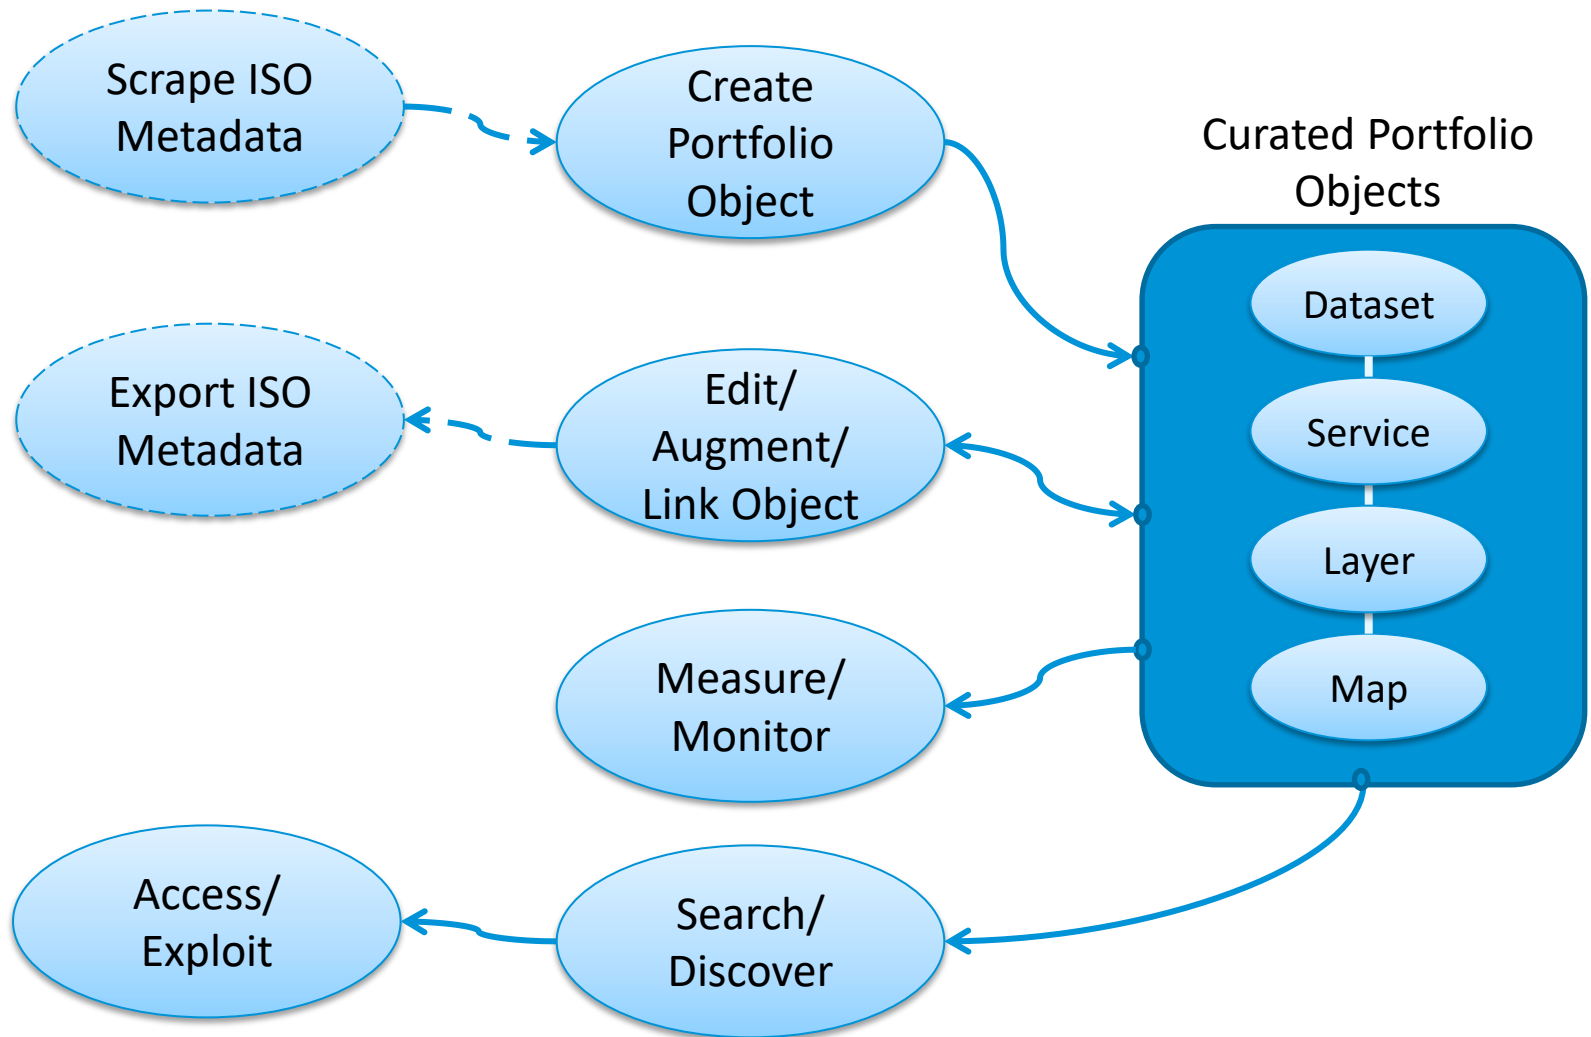 Scrape ISO
Metadata
Create
Portfolio
Object
Curated Portfolio
Objects
Dataset
Service
Layer
Map
Export ISO
Metadata
Edit/
Augment/
Link Object
Measure/
Monitor
Access/
Exploit
Search/
Discover